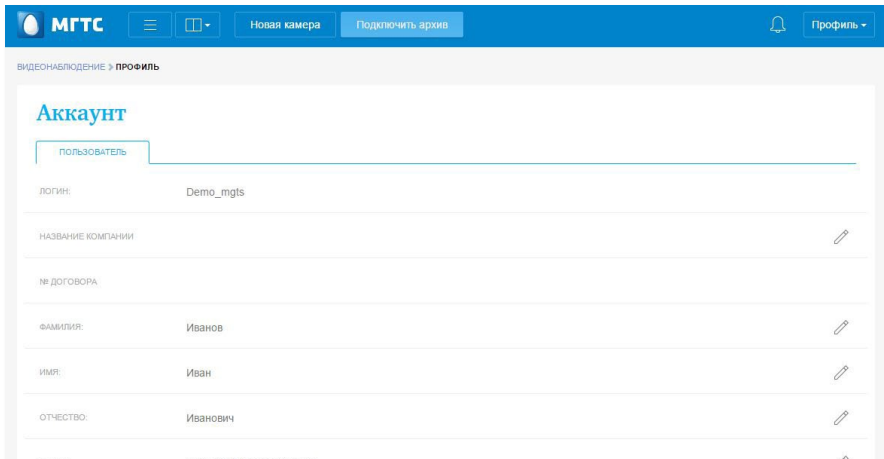 МГТС
Новая камера
Подключить архив
Профиль
ВИДЕОНАБЛЮДЕНИЕ > ПРОФИЛЬ
Аккаунт
ПОЛЬЗОВАТЕЛЬ
ЛОГИН: Demo_mgts
НАЗВАНИЕ КОМПАНИИ
№ ДОГОВОРА
ФАМИЛИЯ: Иванов
ИМЯ: Иван
ОТЧЕСТВО: Иванович